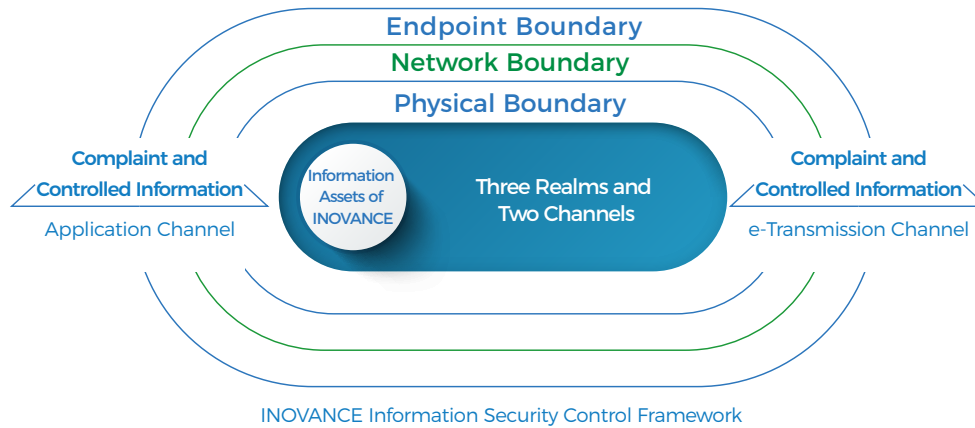 Endpoint Boundary
Network Boundary
Physical Boundary
Complaint and
Controlled Information
Application Channel
Information
Assets of
INOVANCE
Three Realms and
Two Channels
Complaint and
Controlled Information
e-Transmission Channel
INOVANCE Information Security Control Framework